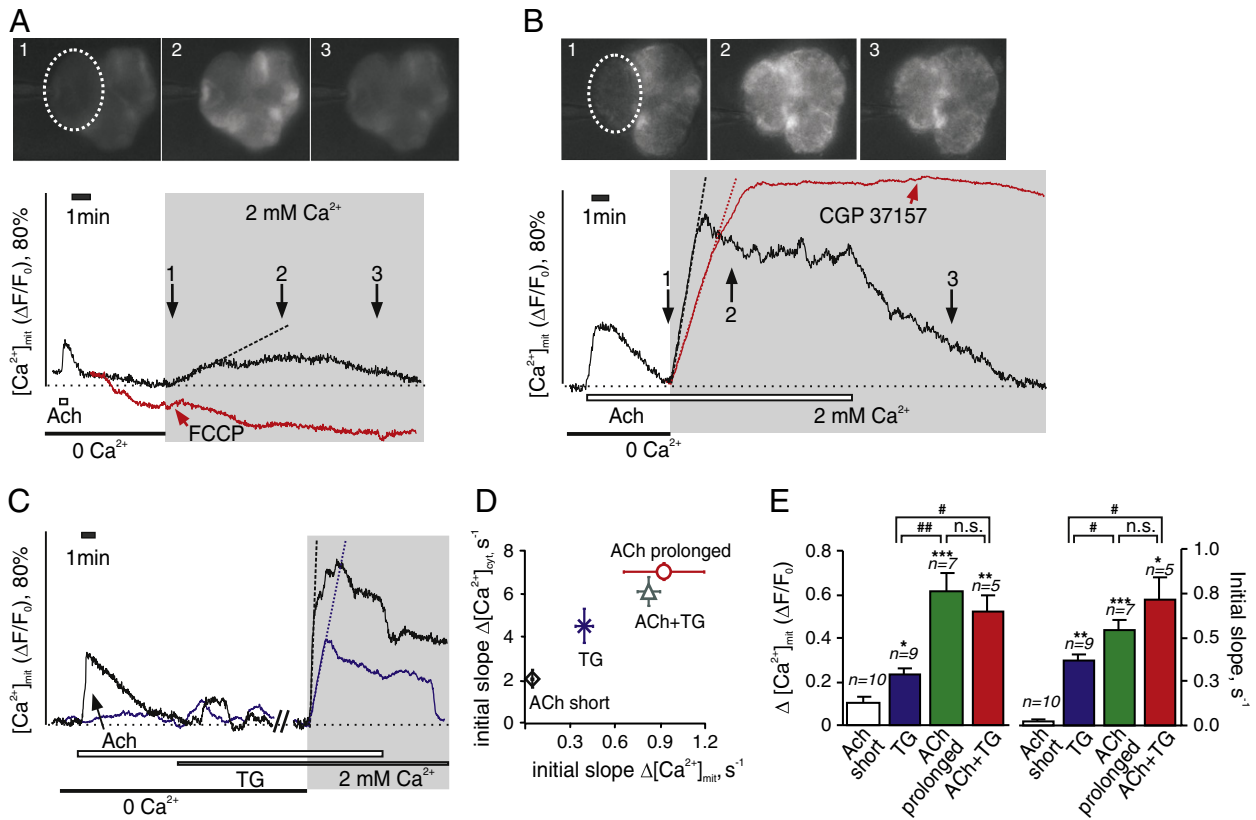 A
1
2
3
[Ca²⁺]mit (ΔF/F₀), 80%
1min
2 mM Ca²⁺
1
2
3
Ach
FCCP
0 Ca²⁺
B
1
2
3
[Ca²⁺]mit (ΔF/F₀), 80%
1min
CGP 37157
1
2
3
Ach
2 mM Ca²⁺
0 Ca²⁺
C
[Ca²⁺]mit (ΔF/F₀), 80%
1min
Ach
TG
2 mM Ca²⁺
0 Ca²⁺
D
initial slope Δ[Ca²⁺]cyt, s⁻¹
8
6
4
2
0
ACh prolonged
ACh+TG
TG
ACh short
0.3 0.6 0.9 1.2
initial slope Δ[Ca²⁺]mit, s⁻¹
E
Δ [Ca²⁺]mit (ΔF/F₀)
0.8
0.6
0.4
0.2
0
#
## n.s.
n=10
*
n=9
***
n=7
**
n=5
Ach short
TG
ACh prolonged
ACh+TG
#
# n.s.
n=10
**
n=9
***
n=7
*
n=5
Ach short
TG
ACh prolonged
ACh+TG
1.0
0.8
0.5
0.3
0.0
Initial slope, s⁻¹